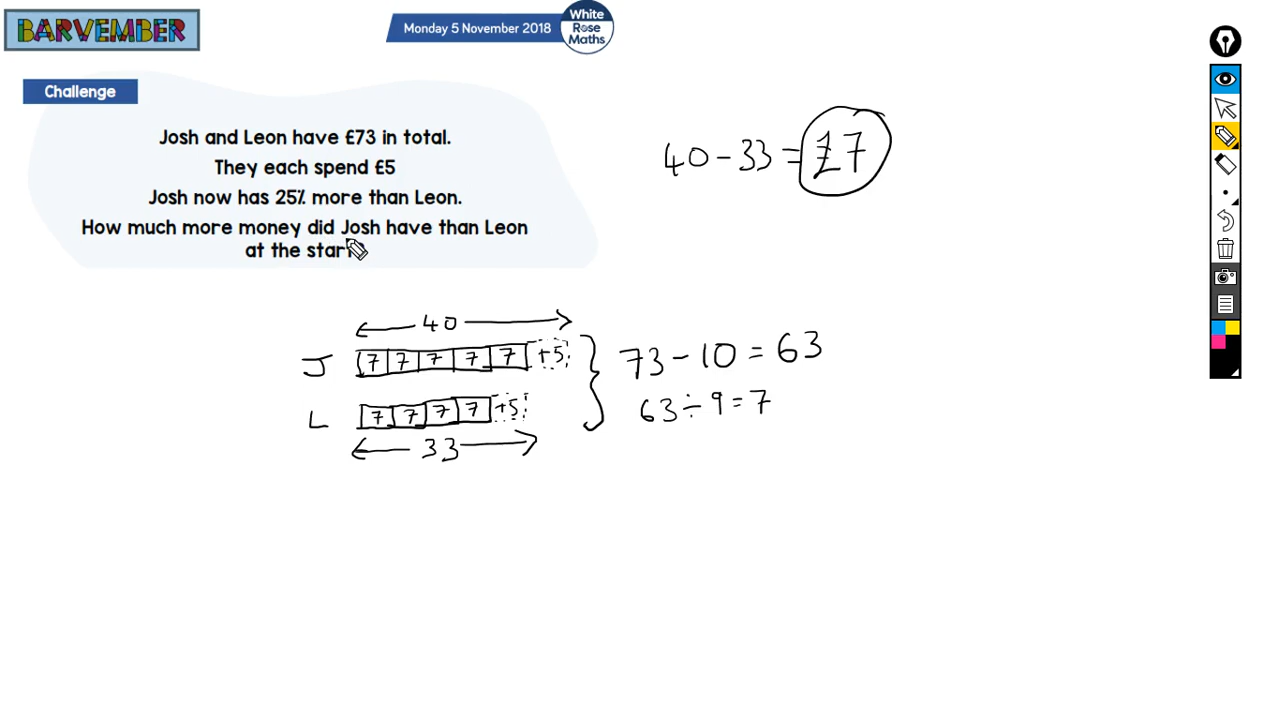 BARVEMBER
Monday 5 November 2018
White
Rose
Maths
Challenge
Josh and Leon have £73 in total.
They each spend £5
Josh now has 25% more than Leon.
How much more money did Josh have than Leon
at the star
40 - 33 = £7
40
J 7 7 7 7 7 +5
73 - 10 = 63
L 7 7 7 7 +5
63 ÷ 9 = 7
33